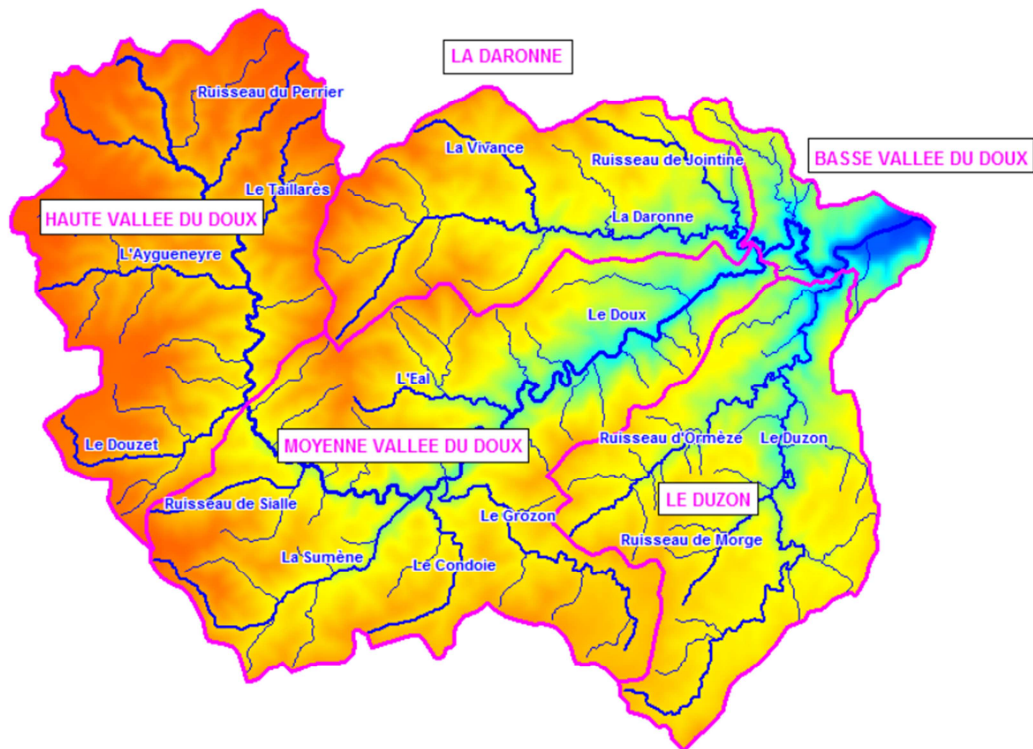 LA DARONNE
Ruisseau du Perrier
La Vivance
Ruisseau de Jointine
BASSE VALLEE DU DOUX
Le Taillarès
HAUTE VALLEE DU DOUX
La Daronne
L'Aygueneyre
Le Doux
L'Eal
Le Douzet
MOYENNE VALLEE DU DOUX
Ruisseau d'Ormèze
Le Duzon
Ruisseau de Sialle
LE DUZON
Le Grozon
Ruisseau de Morge
La Sumène
Le Condoie